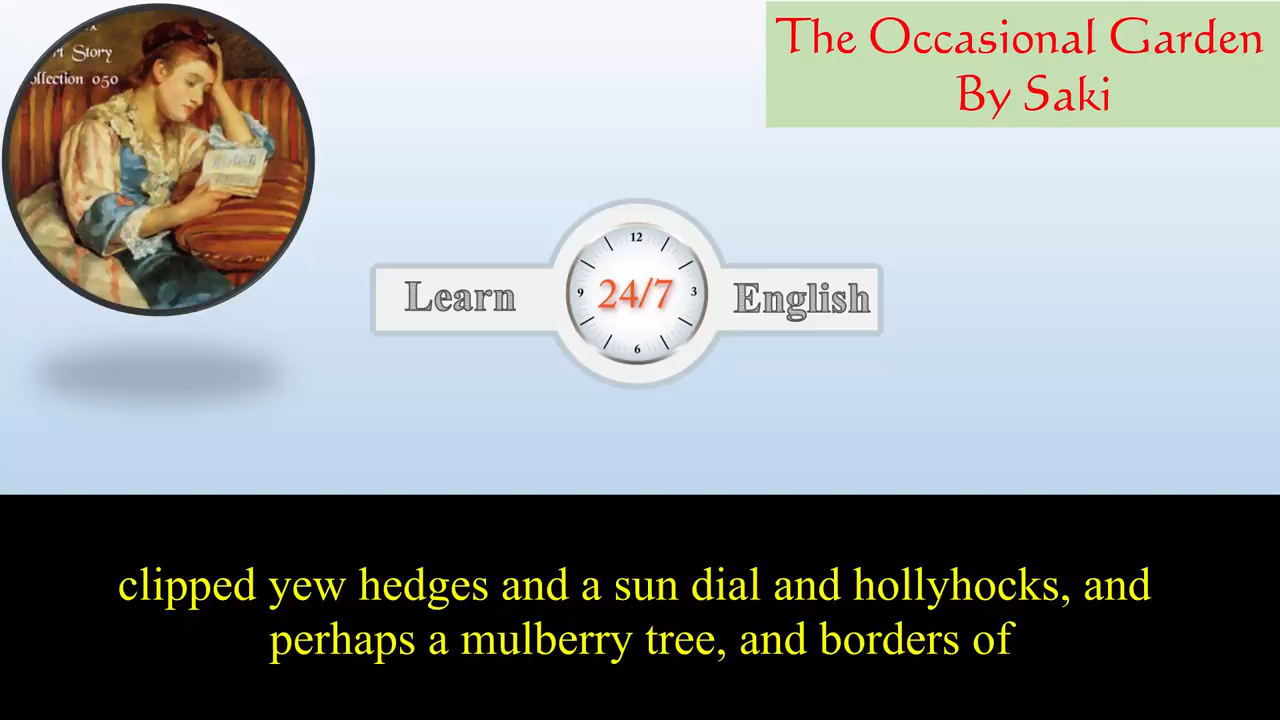 Story
ollection 050
The Occasional Garden
By Saki
12
9
3
6
Learn
24/7
English
clipped yew hedges and a sun dial and hollyhocks, and
perhaps a mulberry tree, and borders of